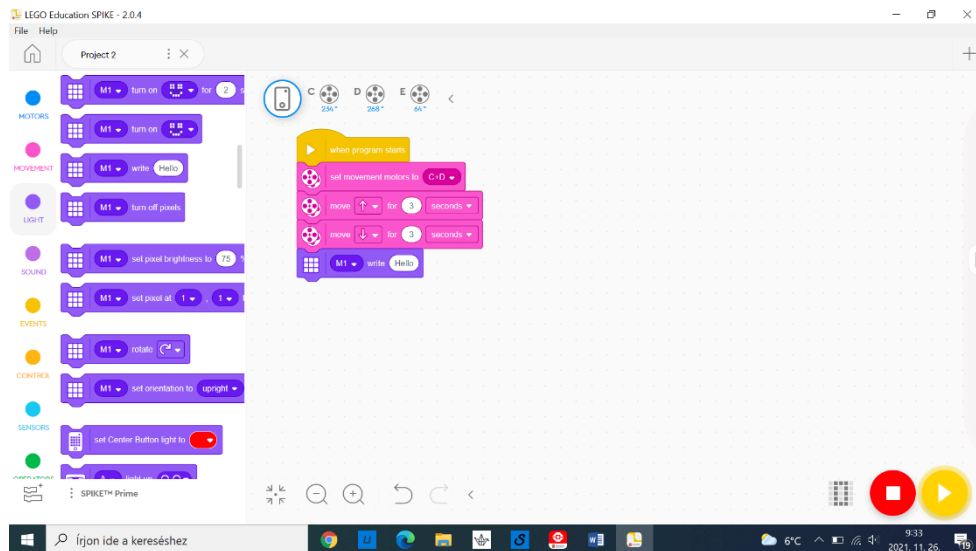 LEGO Education SPIKE - 2.0.4
File Help
Project 2
MOTORS
MOVEMENT
LIGHT
SOUND
EVENTS
CONTROL
SENSORS
OPERATORS
M1 turn on for 2 s
M1 turn on
M1 write Hello
M1 turn off pixels
M1 set pixel brightness to 75 %
M1 set pixel at 1 , 1
M1 rotate
M1 set orientation to upright
set Center Button light to
light up
SPIKE™ Prime
C D E
234° 268° 64°
when program starts
set movement motors to C+D
move for 3 seconds
move for 3 seconds
M1 write Hello
Írjon ide a kereséshez
6°C
9:33
2021. 11. 26.
19